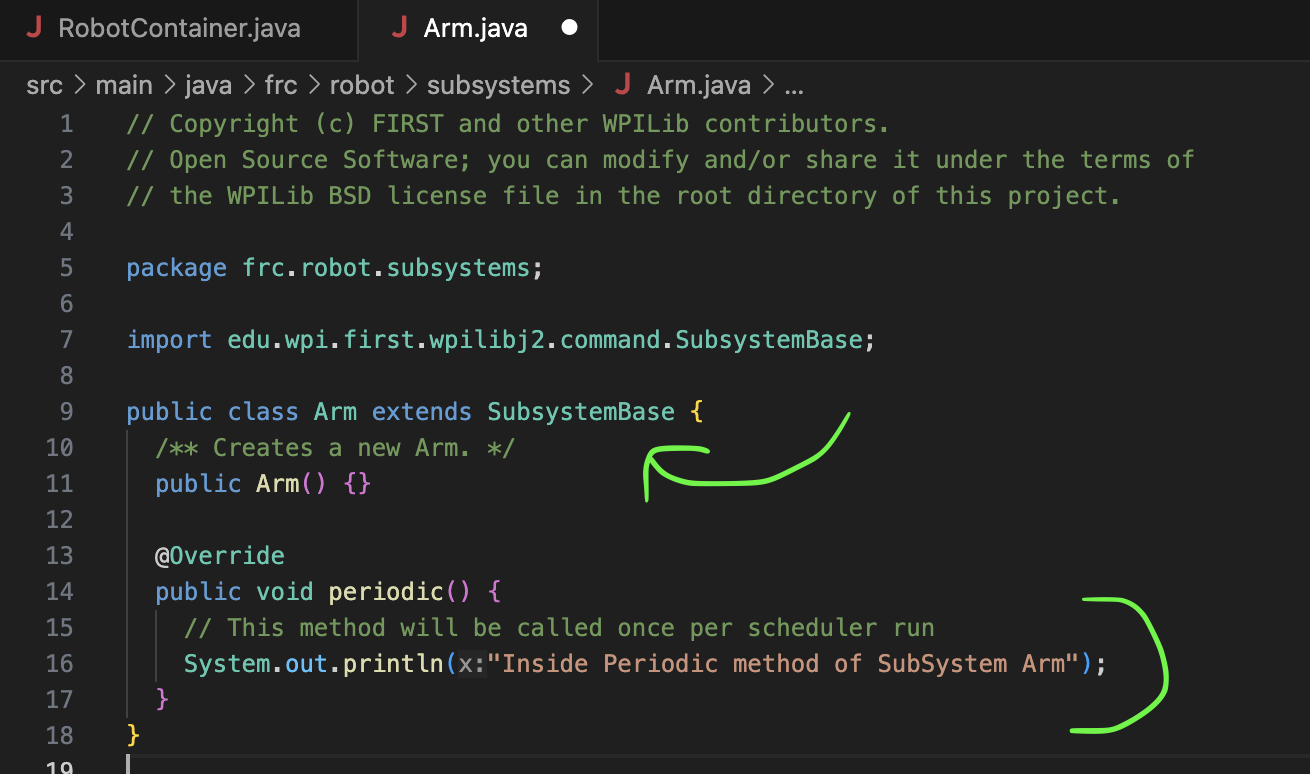 RobotContainer.java
Arm.java
src > main > java > frc > robot > subsystems > Arm.java > ...
1 // Copyright (c) FIRST and other WPILib contributors.
2 // Open Source Software; you can modify and/or share it under the terms of
3 // the WPILib BSD license file in the root directory of this project.
4
5 package frc.robot.subsystems;
6
7 import edu.wpi.first.wpilibj2.command.SubsystemBase;
8
9 public class Arm extends SubsystemBase {
10 /** Creates a new Arm. */
11 public Arm() {}
12
13 @Override
14 public void periodic() {
15 // This method will be called once per scheduler run
16 System.out.println(x:"Inside Periodic method of SubSystem Arm");
17 }
18 }
19